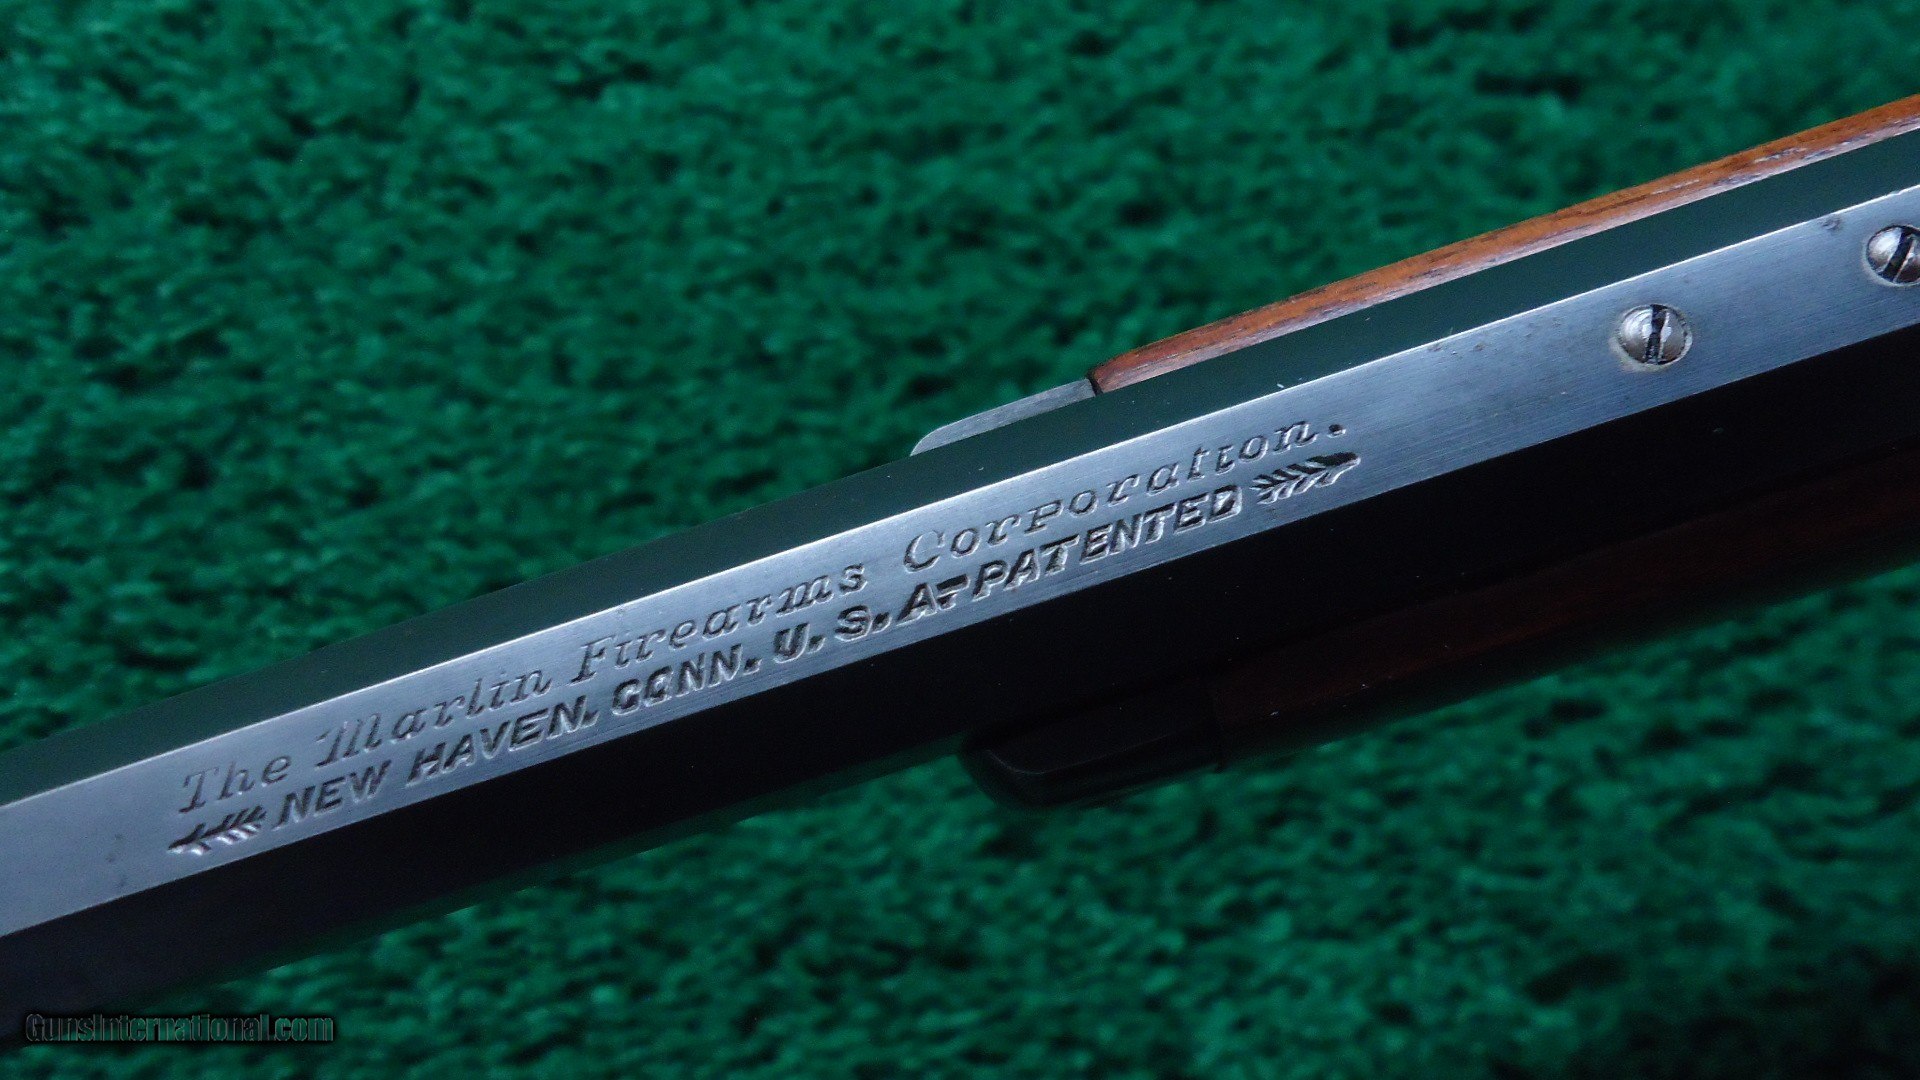 The Marlin Firearms Corporation.
NEW HAVEN. CONN. U. S. A-PATENTED
GunsInternational.com